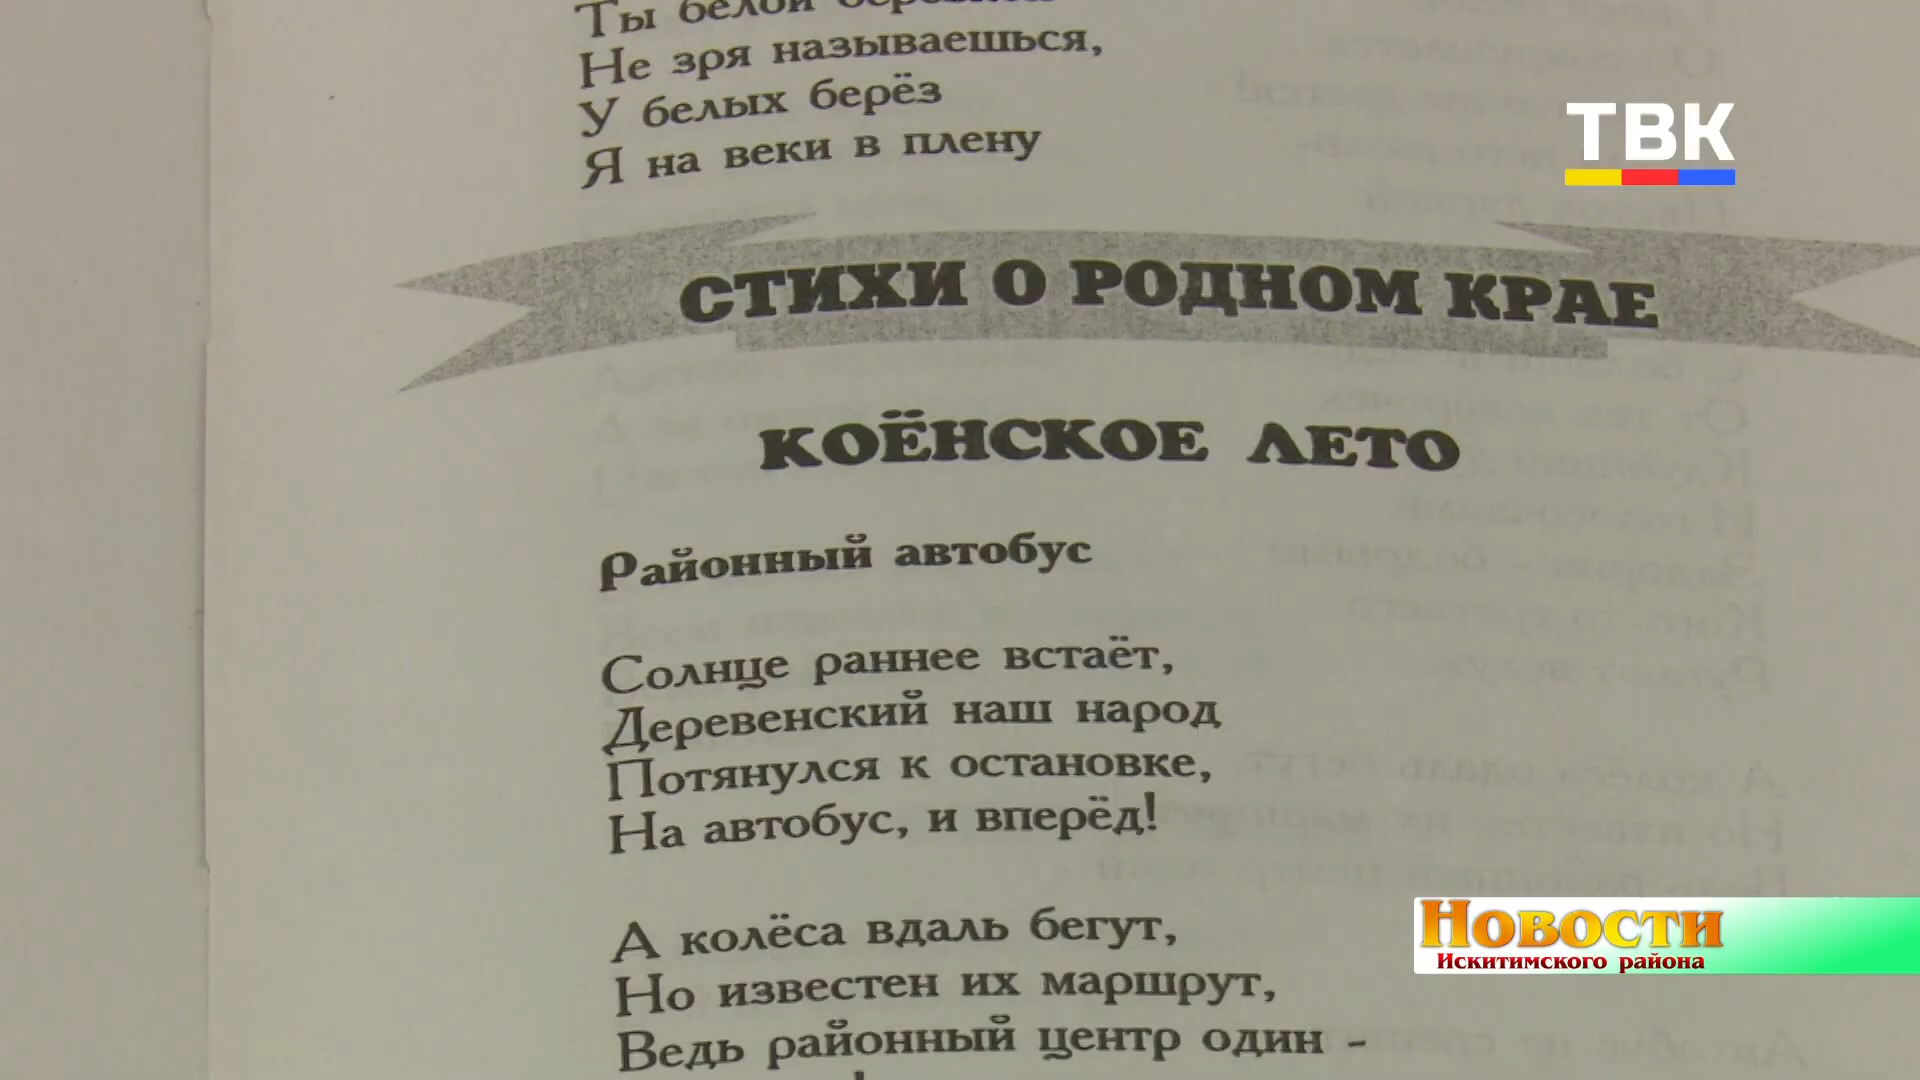 Ты белой берёзкой
Не зря называешься,
У белых берёз
Я на веки в плену
ТВК
СТИХИ О РОДНОМ КРАЕ
КОЁНСКОЕ ЛЕТО
Районный автобус
Солнце раннее встаёт,
Деревенский наш народ
Потянулся к остановке,
На автобус, и вперёд!
А колёса вдаль бегут,
Но известен их маршрут,
Ведь районный центр один -
Новости
Искитимского района